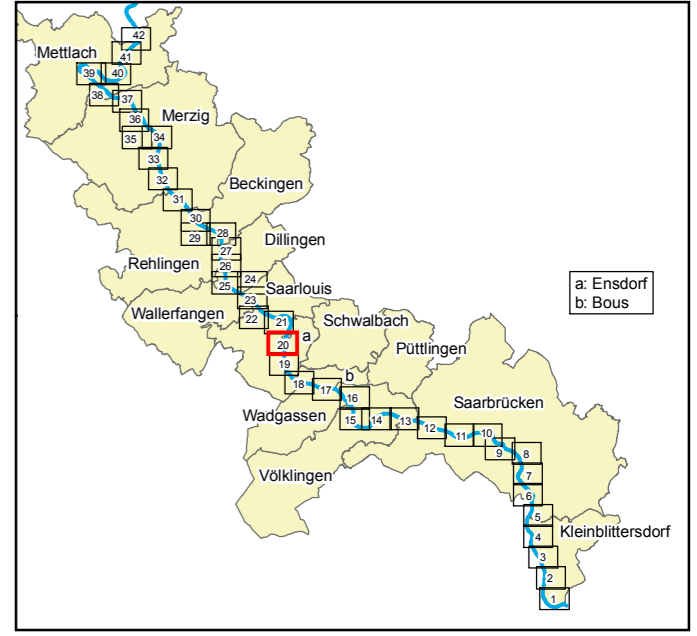 42
Mettlach
41
39
40
38
37
36
Merzig
35
34
33
32
Beckingen
31
30
29
28
Dillingen
27
Rehlingen
26
25
24
Saarlouis
a: Ensdorf
b: Bous
23
Wallerfangen
22
21
Schwalbach
a
20
Püttlingen
19
b
18
17
16
Saarbrücken
Wadgassen
15
14
13
12
11
10
9
8
Völklingen
7
6
5
Kleinblittersdorf
4
3
2
1